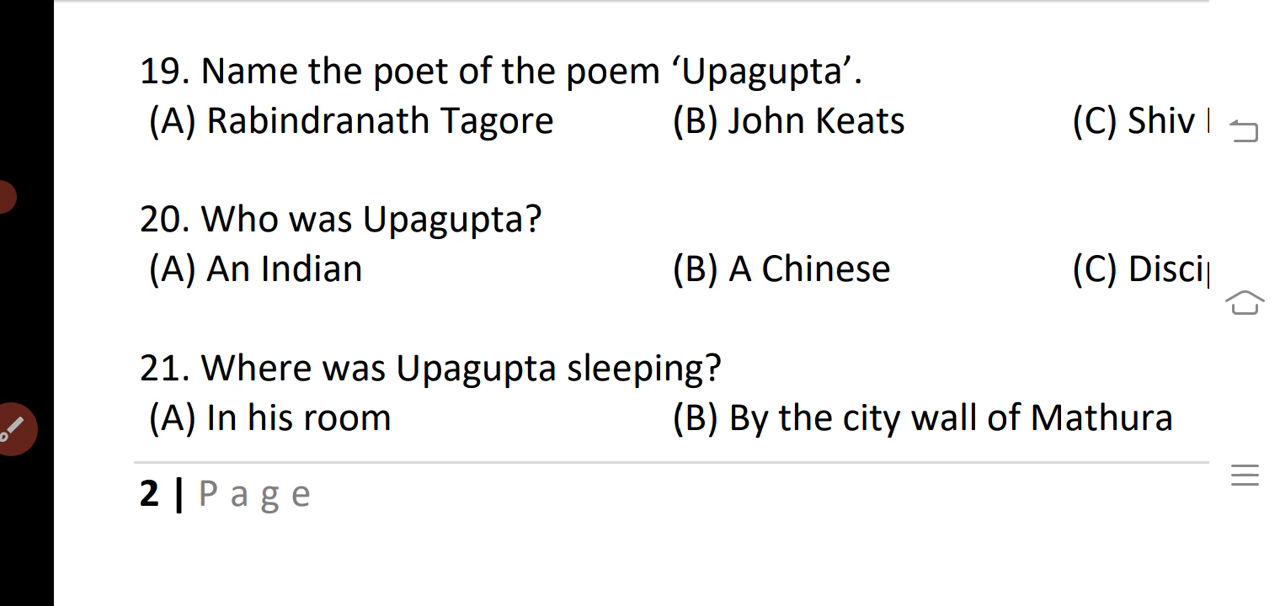 19. Name the poet of the poem ‘Upagupta’.
(A) Rabindranath Tagore (B) John Keats (C) Shiv
20. Who was Upagupta?
(A) An Indian (B) A Chinese (C)
21. Where was Upagupta sleeping?
(A) In his room (B) By the city wall of Mathura
2 | P a g e